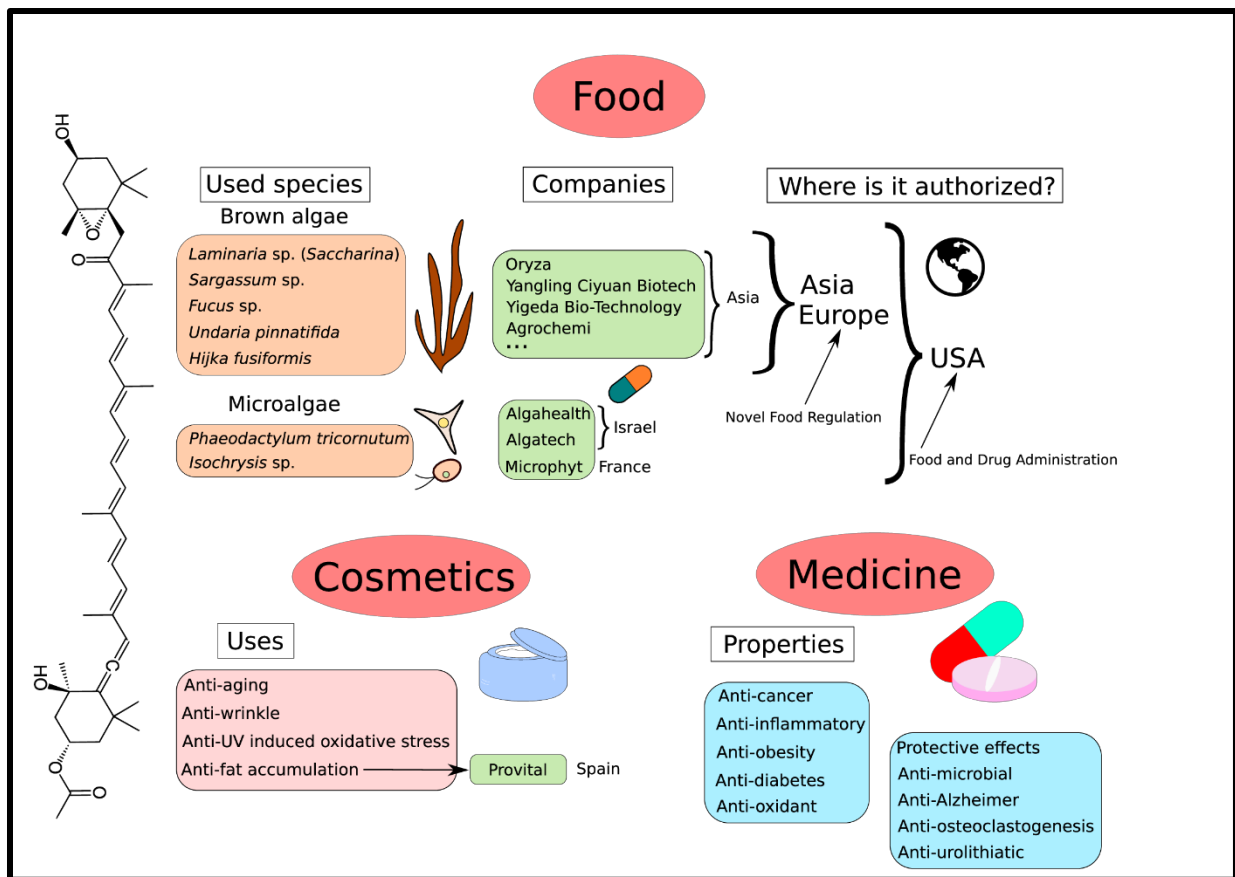 Food
Used species
Brown algae
Laminaria sp. (Saccharina)
Sargassum sp.
Fucus sp.
Undaria pinnatifida
Hijka fusiformis
Microalgae
Phaeodactylum tricornutum
Isochrysis sp.
Companies
Oryza
Yangling Ciyuan Biotech
Yigeda Bio-Technology
Agrochemi
...
Asia
Algahealth
Algatech
Israel
Microphyt
France
Where is it authorized?
Asia
Europe
Novel Food Regulation
USA
Food and Drug Administration
HO
O
O
C
HO
O
O
Cosmetics
Uses
Anti-aging
Anti-wrinkle
Anti-UV induced oxidative stress
Anti-fat accumulation
Provital
Spain
Medicine
Properties
Anti-cancer
Anti-inflammatory
Anti-obesity
Anti-diabetes
Anti-oxidant
Protective effects
Anti-microbial
Anti-Alzheimer
Anti-osteoclastogenesis
Anti-urolithiatic